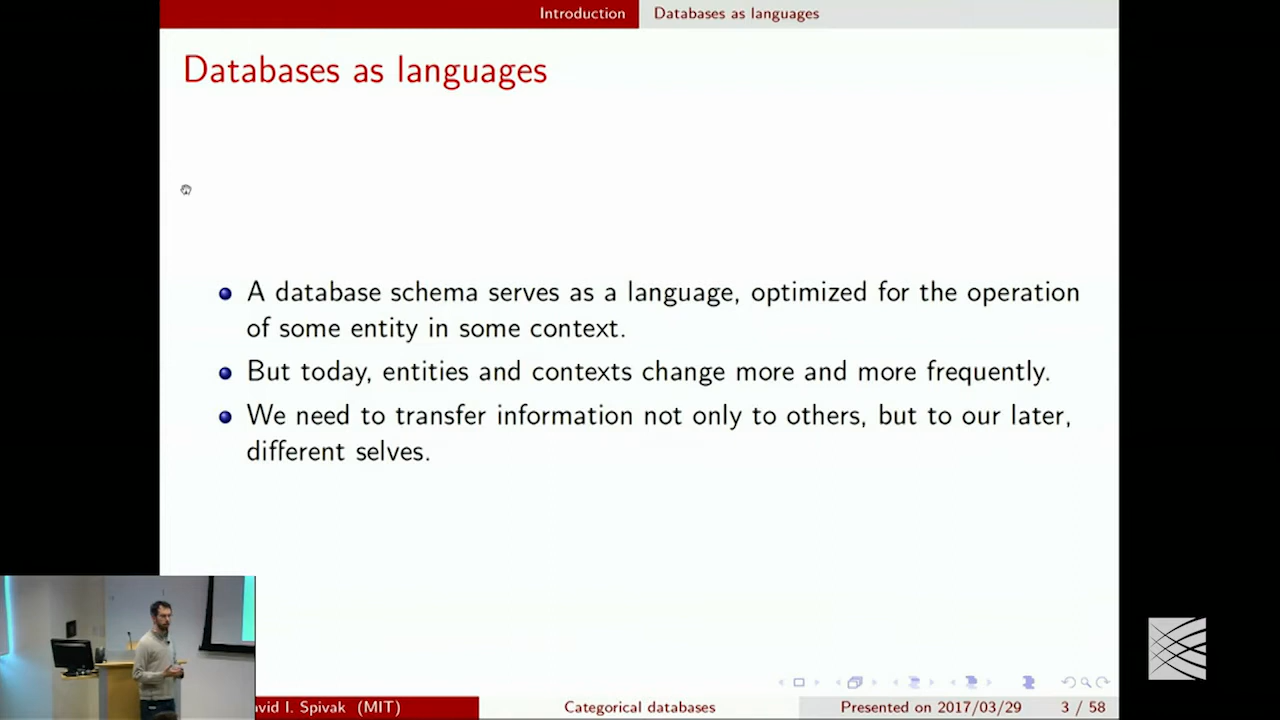 Introduction
Databases as languages
Databases as languages
A database schema serves as a language, optimized for the operation
of some entity in some context.
But today, entities and contexts change more and more frequently.
We need to transfer information not only to others, but to our later,
different selves.
avid I. Spivak (MIT)
Categorical databases
Presented on 2017/03/29
3 / 58